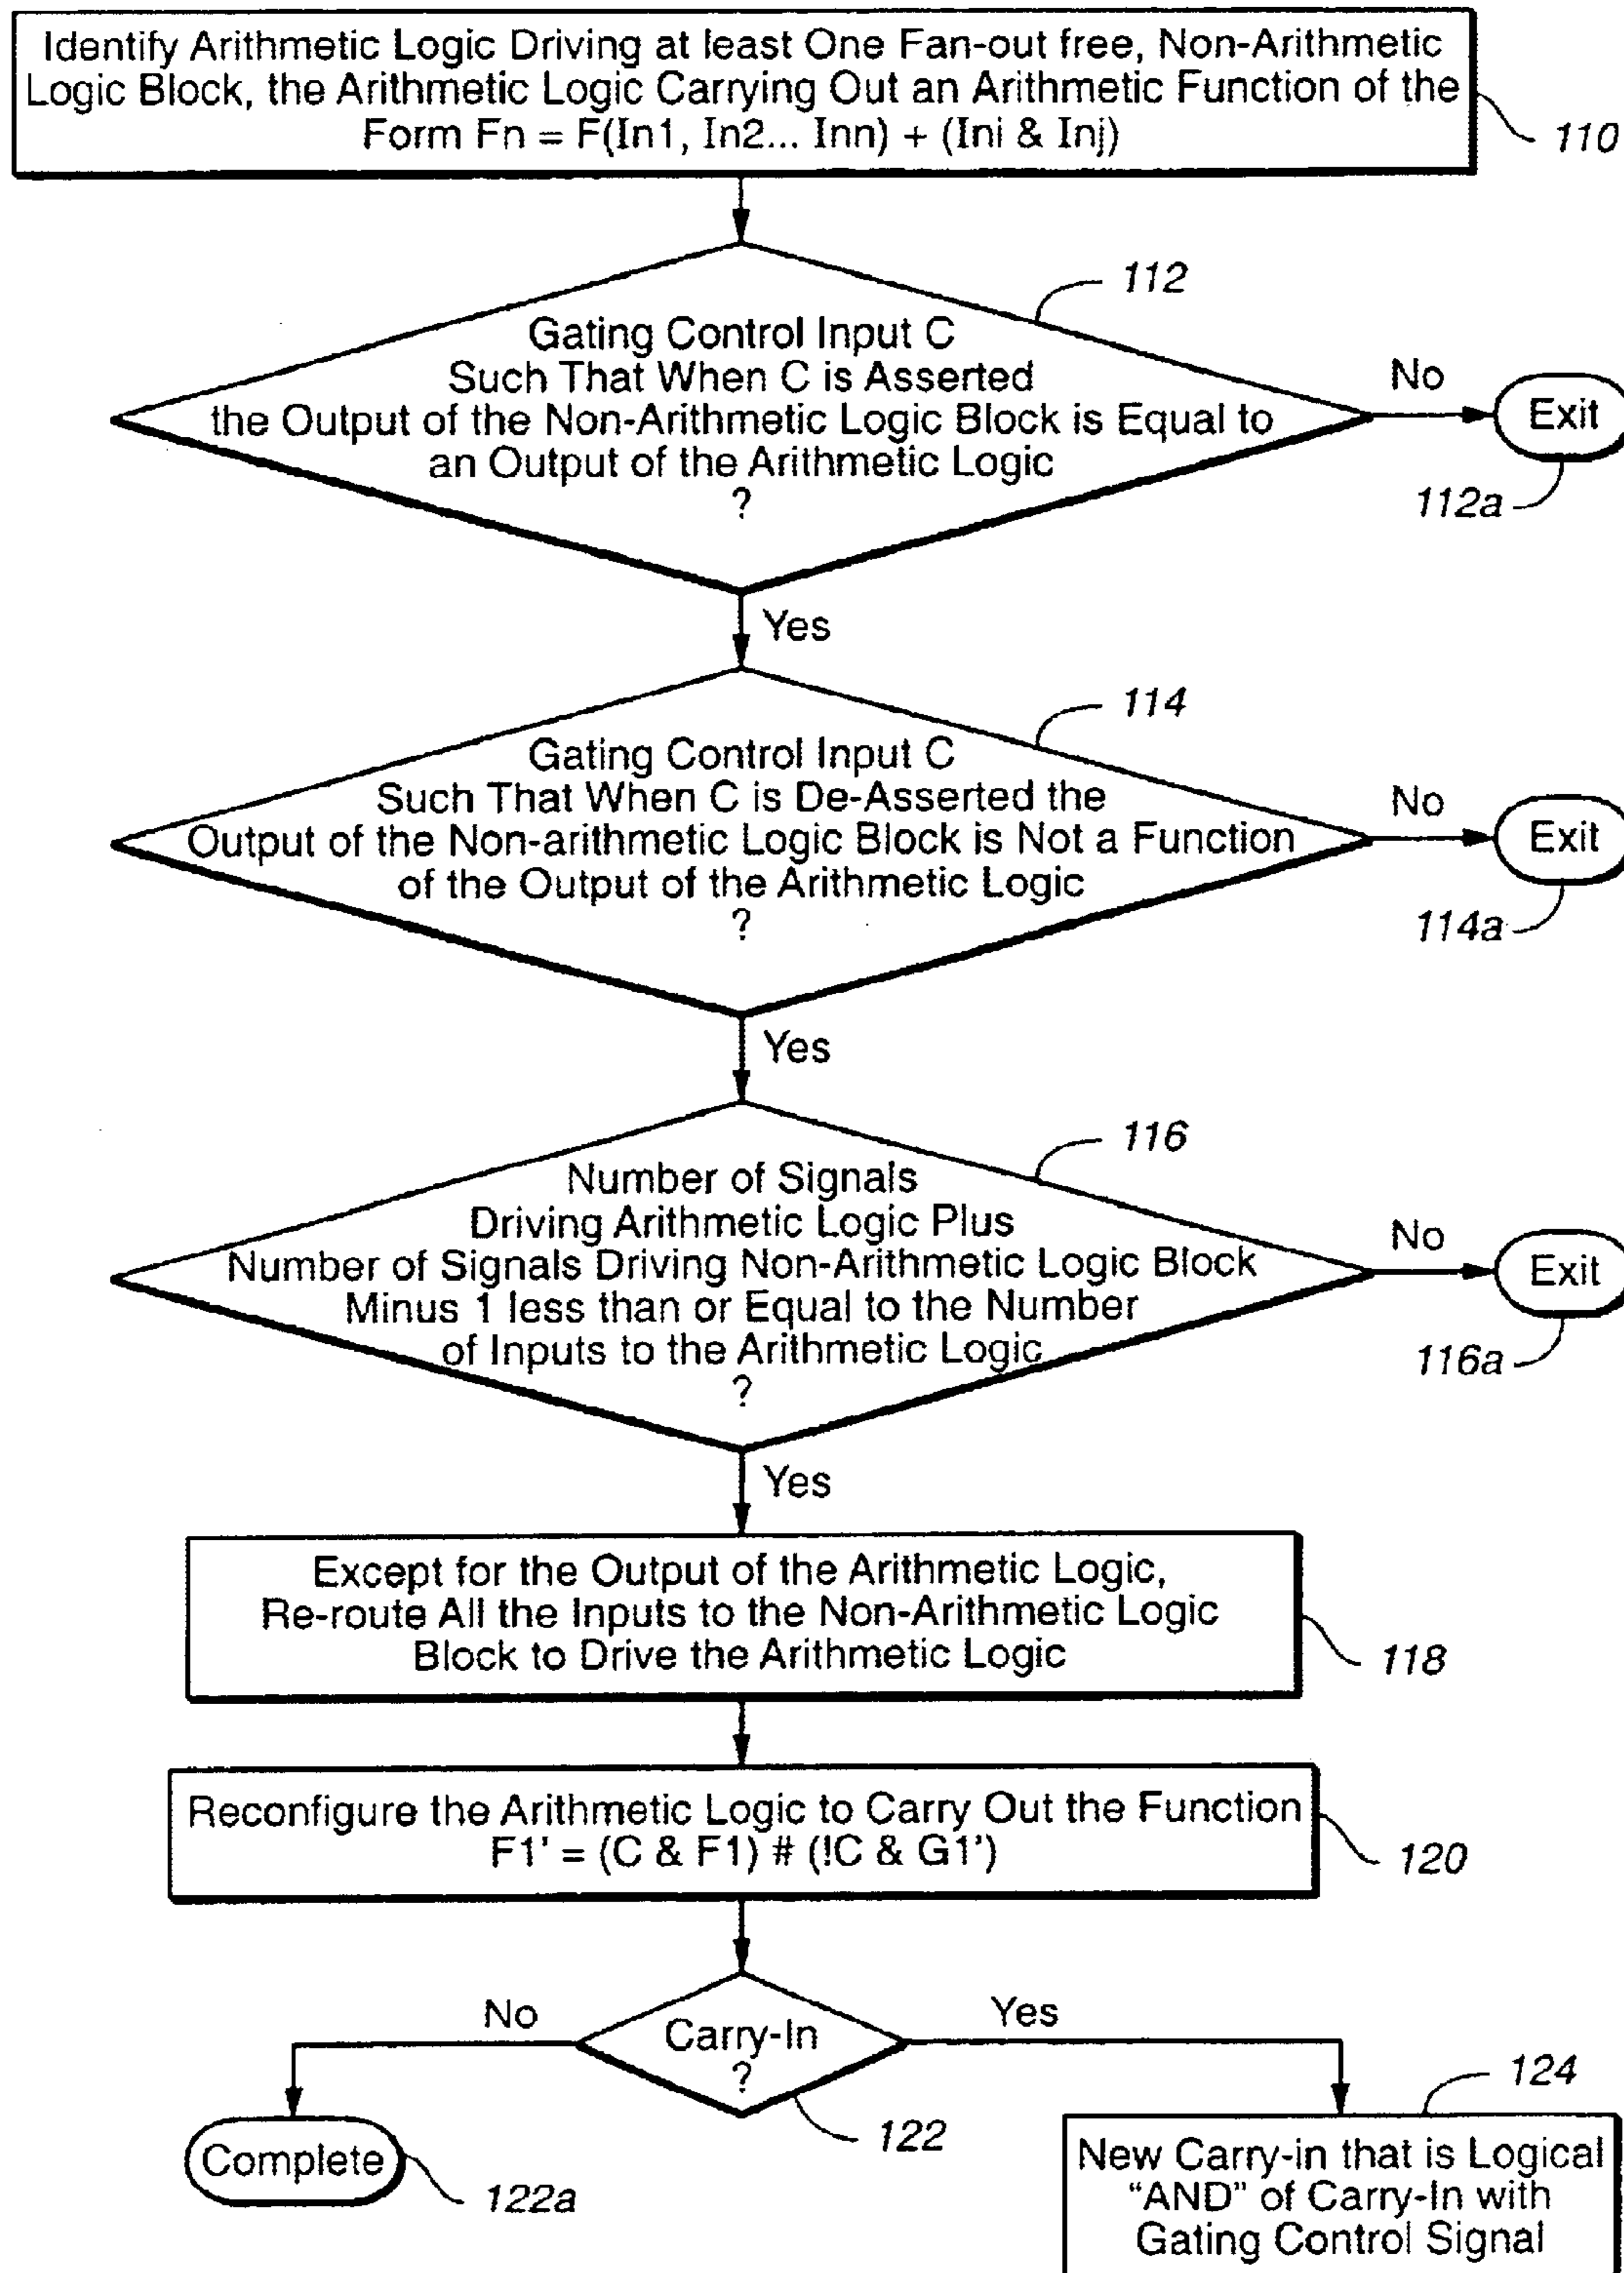 Identify Arithmetic Logic Driving at least One Fan-out free, Non-Arithmetic
Logic Block, the Arithmetic Logic Carrying Out an Arithmetic Function of the
Form Fn = F(In1, In2... Inn) + (Ini & Inj)
110
112
Gating Control Input C
Such That When C is Asserted
the Output of the Non-Arithmetic Logic Block is Equal to
an Output of the Arithmetic Logic
?
No
Exit
112a
Yes
114
Gating Control Input C
Such That When C is De-Asserted the
Output of the Non-arithmetic Logic Block is Not a Function
of the Output of the Arithmetic Logic
?
No
Exit
114a
Yes
116
Number of Signals
Driving Arithmetic Logic Plus
Number of Signals Driving Non-Arithmetic Logic Block
Minus 1 less than or Equal to the Number
of Inputs to the Arithmetic Logic
?
No
Exit
116a
Yes
Except for the Output of the Arithmetic Logic,
Re-route All the Inputs to the Non-Arithmetic Logic
Block to Drive the Arithmetic Logic
118
Reconfigure the Arithmetic Logic to Carry Out the Function
F1' = (C & F1) # (!C & G1')
120
No
Carry-In
?
Yes
122
Complete
122a
124
New Carry-in that is Logical
“AND” of Carry-In with
Gating Control Signal